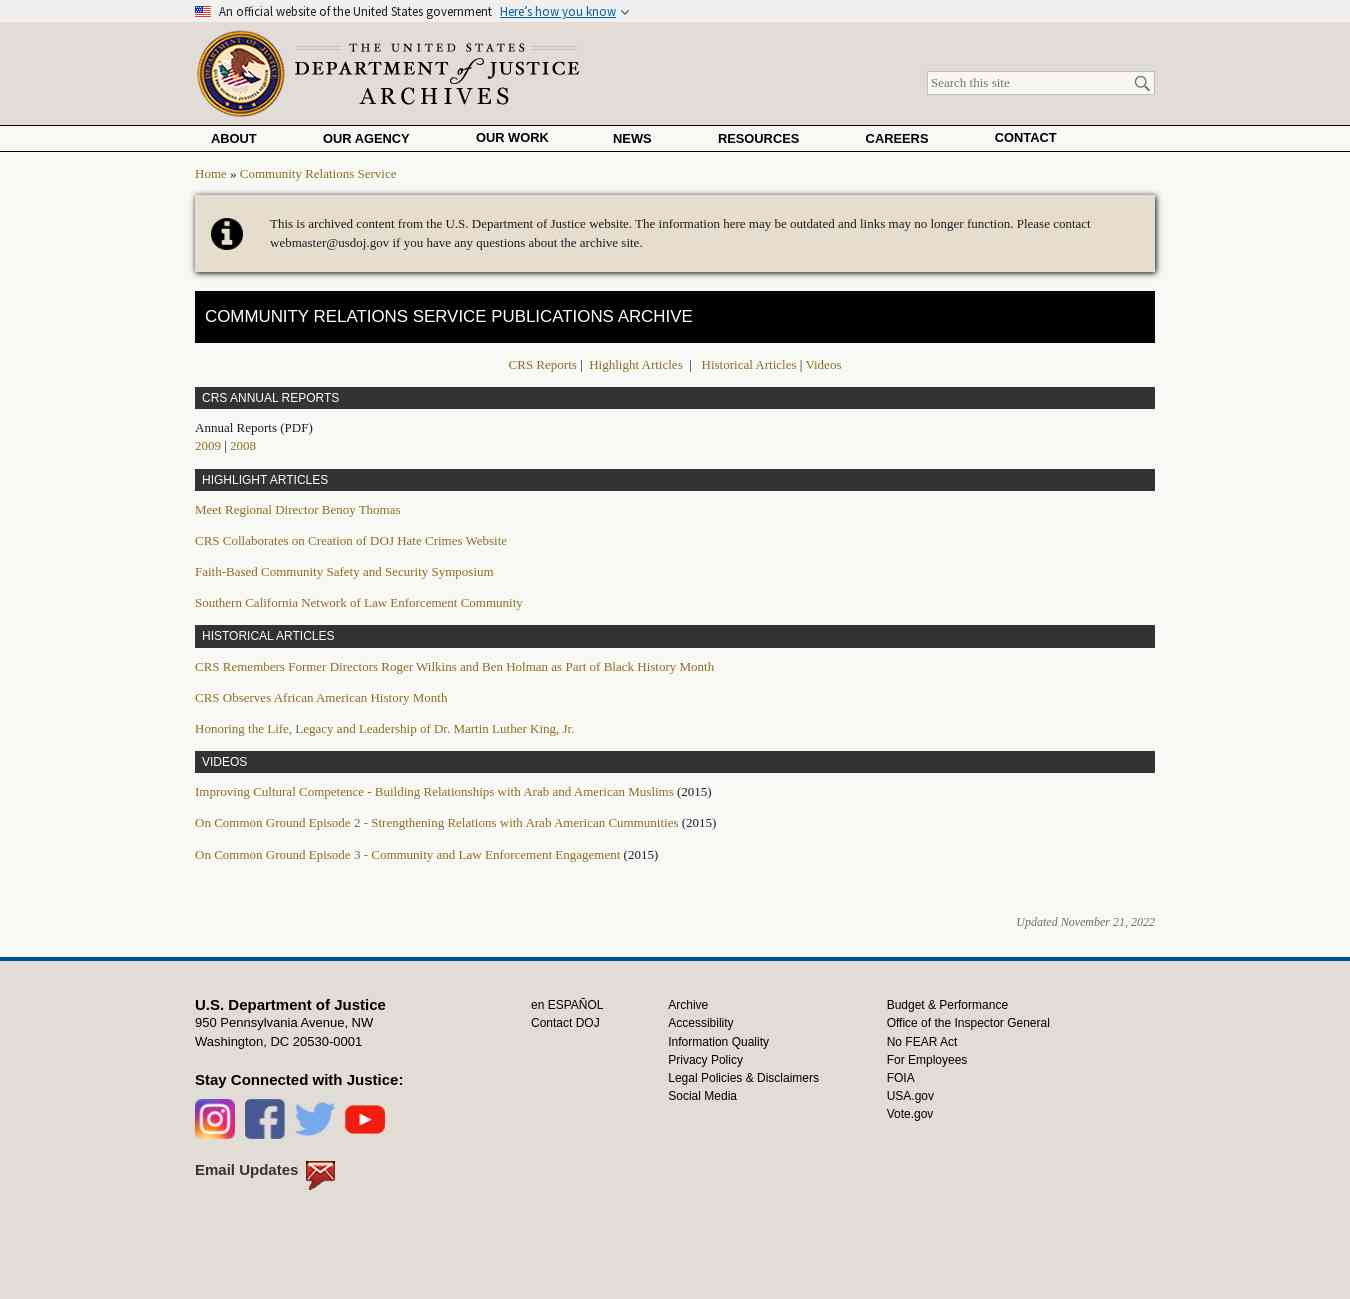 An official website of the United States government Here's how you know
THE UNITED STATES
DEPARTMENT of JUSTICE
ARCHIVES
Search this site
ABOUT OUR AGENCY OUR WORK NEWS RESOURCES CAREERS CONTACT
Home » Community Relations Service
This is archived content from the U.S. Department of Justice website. The information here may be outdated and links may no longer function. Please contact
webmaster@usdoj.gov if you have any questions about the archive site.
COMMUNITY RELATIONS SERVICE PUBLICATIONS ARCHIVE
CRS Reports | Highlight Articles | Historical Articles | Videos
CRS ANNUAL REPORTS
Annual Reports (PDF)
2009 | 2008
HIGHLIGHT ARTICLES
Meet Regional Director Benoy Thomas
CRS Collaborates on Creation of DOJ Hate Crimes Website
Faith-Based Community Safety and Security Symposium
Southern California Network of Law Enforcement Community
HISTORICAL ARTICLES
CRS Remembers Former Directors Roger Wilkins and Ben Holman as Part of Black History Month
CRS Observes African American History Month
Honoring the Life, Legacy and Leadership of Dr. Martin Luther King, Jr.
VIDEOS
Improving Cultural Competence - Building Relationships with Arab and American Muslims (2015)
On Common Ground Episode 2 - Strengthening Relations with Arab American Cummunities (2015)
On Common Ground Episode 3 - Community and Law Enforcement Engagement (2015)
Updated November 21, 2022
U.S. Department of Justice
950 Pennsylvania Avenue, NW
Washington, DC 20530-0001
Stay Connected with Justice:
Email Updates
en ESPAÑOL
Contact DOJ
Archive
Accessibility
Information Quality
Privacy Policy
Legal Policies & Disclaimers
Social Media
Budget & Performance
Office of the Inspector General
No FEAR Act
For Employees
FOIA
USA.gov
Vote.gov